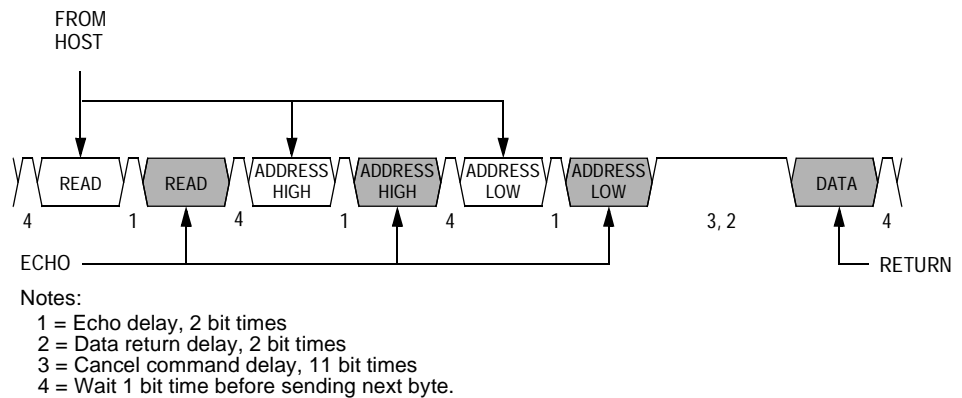 FROM
HOST
READ
READ
ADDRESS
HIGH
ADDRESS
HIGH
ADDRESS
LOW
ADDRESS
LOW
DATA
4
1
4
1
4
1
3, 2
4
ECHO
RETURN
Notes:
1 = Echo delay, 2 bit times
2 = Data return delay, 2 bit times
3 = Cancel command delay, 11 bit times
4 = Wait 1 bit time before sending next byte.